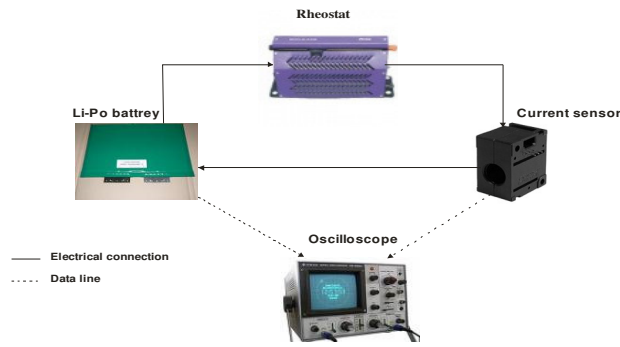 Rheostat
Li-Po battrey
Current sensor
Oscilloscope
Electrical connection
Data line